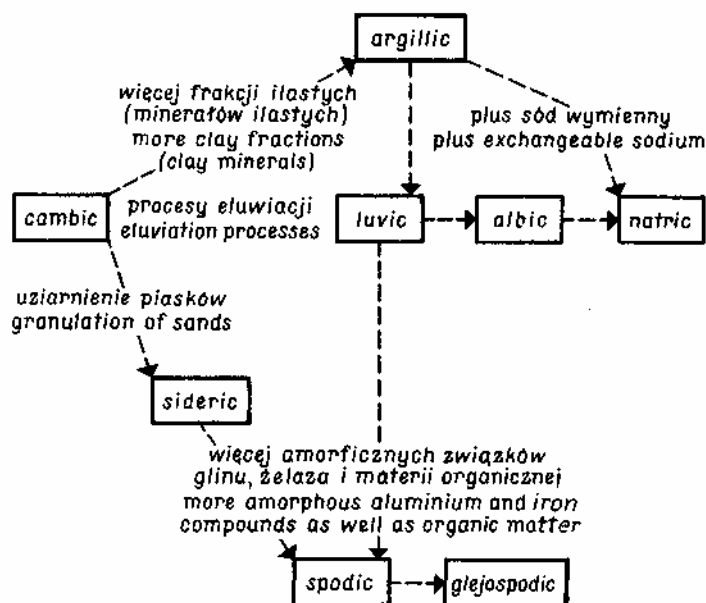 argillic
więcej frakcji ilastych
(minerałów ilastych)
more clay fractions
(clay minerals)
plus sód wymienny
plus exchangeable sodium
cambic
procesy eluwiacji
eluviation processes
luvic
albic
natric
uziarnienie piasków
granulation of sands
sideric
więcej amorficznych związków
glinu, żelaza i materii organicznej
more amorphous aluminium and iron
compounds as well as organic matter
spodic
glejospodic